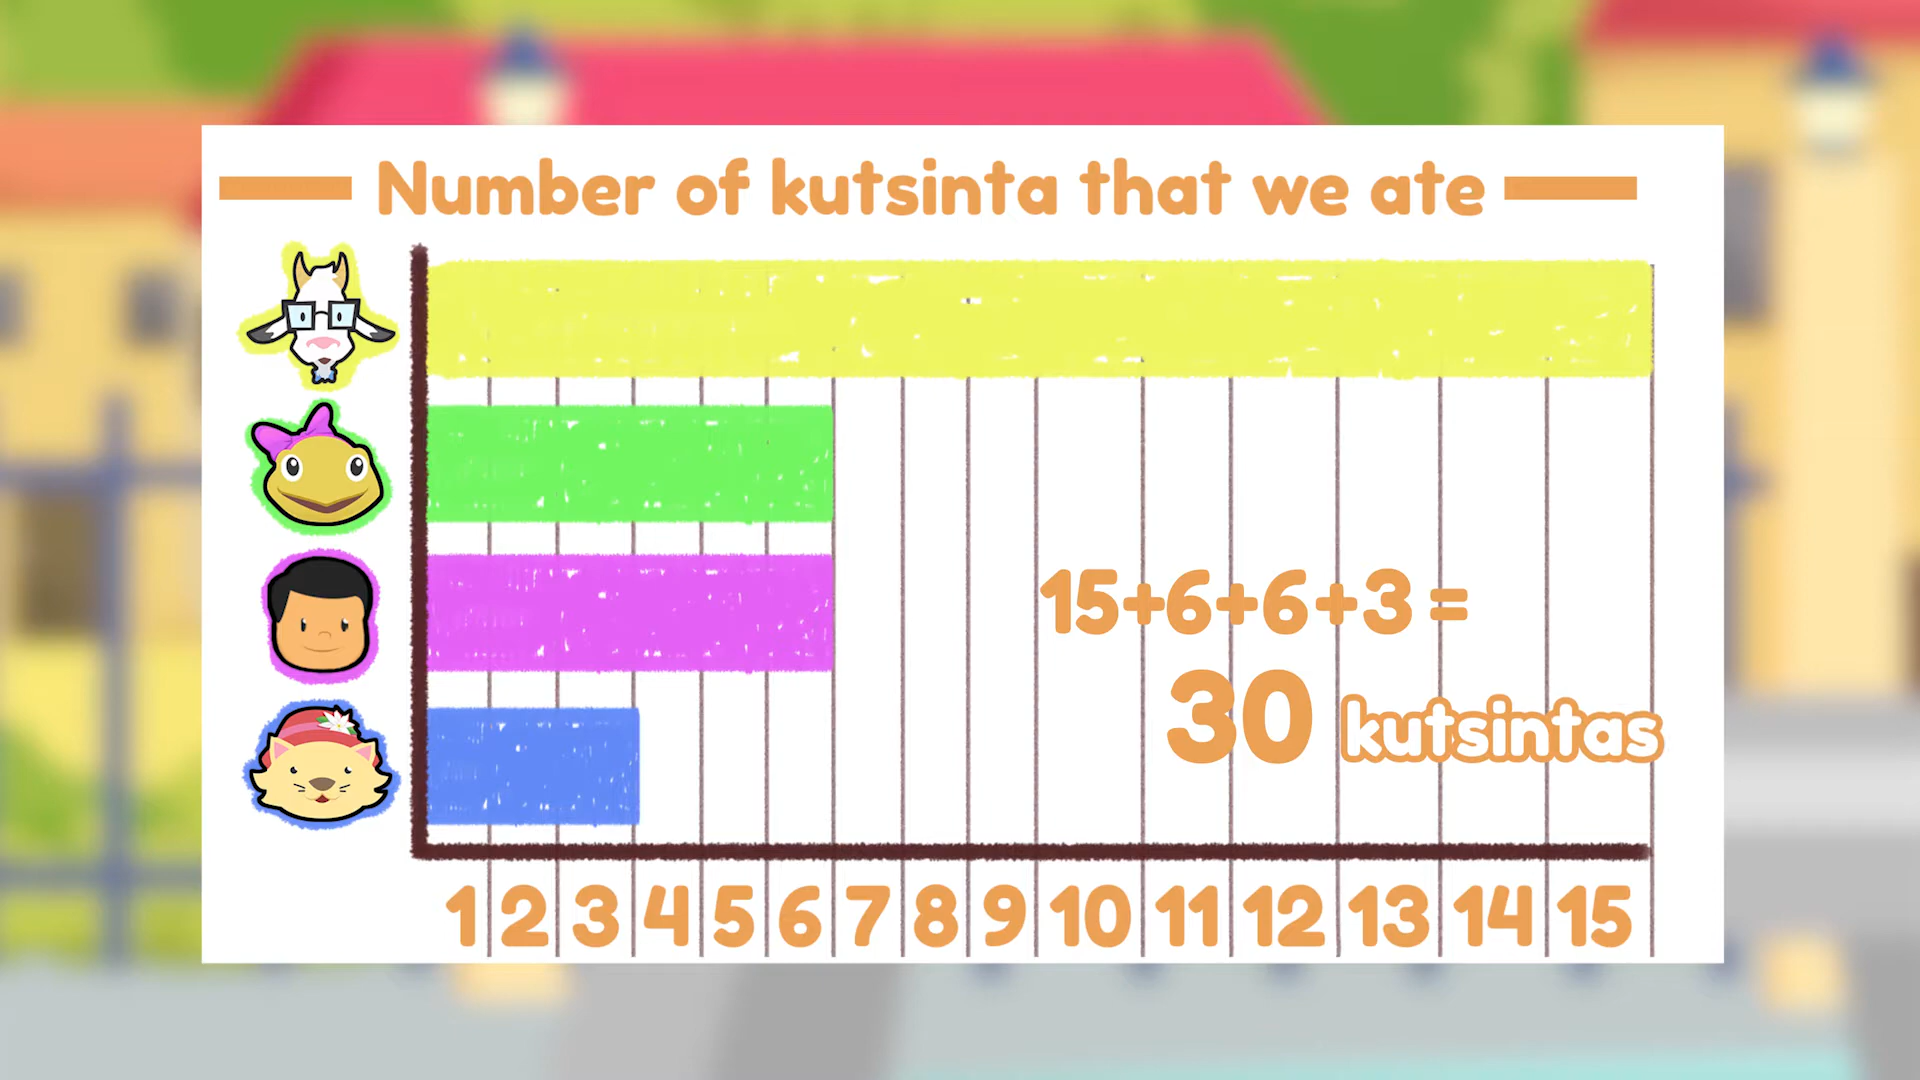 Number of kutsinta that we ate
15+6+6+3 =
30 kutsintas
1 2 3 4 5 6 7 8 9 10 11 12 13 14 15